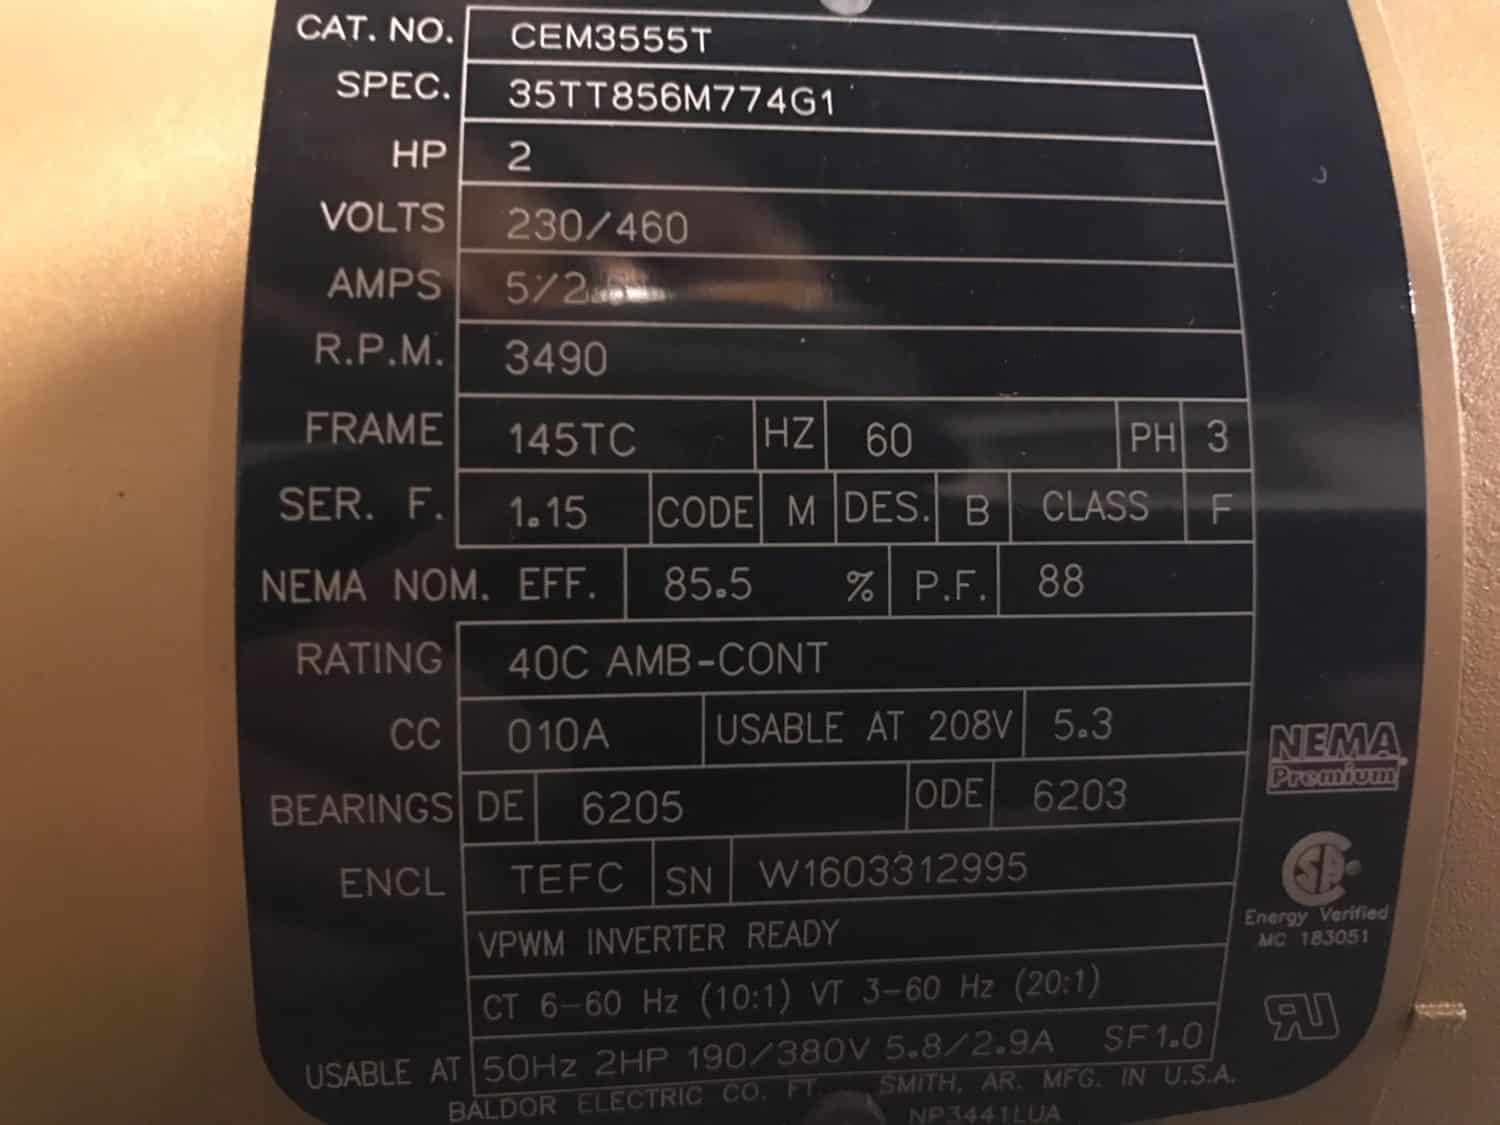 CAT. NO. CEM3555T
SPEC. 35TT856M774G1
HP 2
VOLTS 230/460
AMPS
R.P.M. 3490
FRAME 145TC HZ 60 PH 3
SER. F. 1.15 CODE M DES. B CLASS F
NEMA NOM. EFF. 85.5 % P.F. 88
RATING 40C AMB-CONT
CC 010A USABLE AT 208V 5.3
NEMA
Premium
BEARINGS DE 6205 ODE 6203
ENCL TEFC SN W1603312995
Energy Verified
MC 183051
VPWM INVERTER READY
CT 6-60 Hz (10:1) VT 3-60 Hz (20:1)
USABLE AT 50Hz 2HP 190/380V 5.8/2.9A SF1.0
BALDOR ELECTRIC CO. FT. SMITH, AR. MFG. IN U.S.A.
NP3441LUA